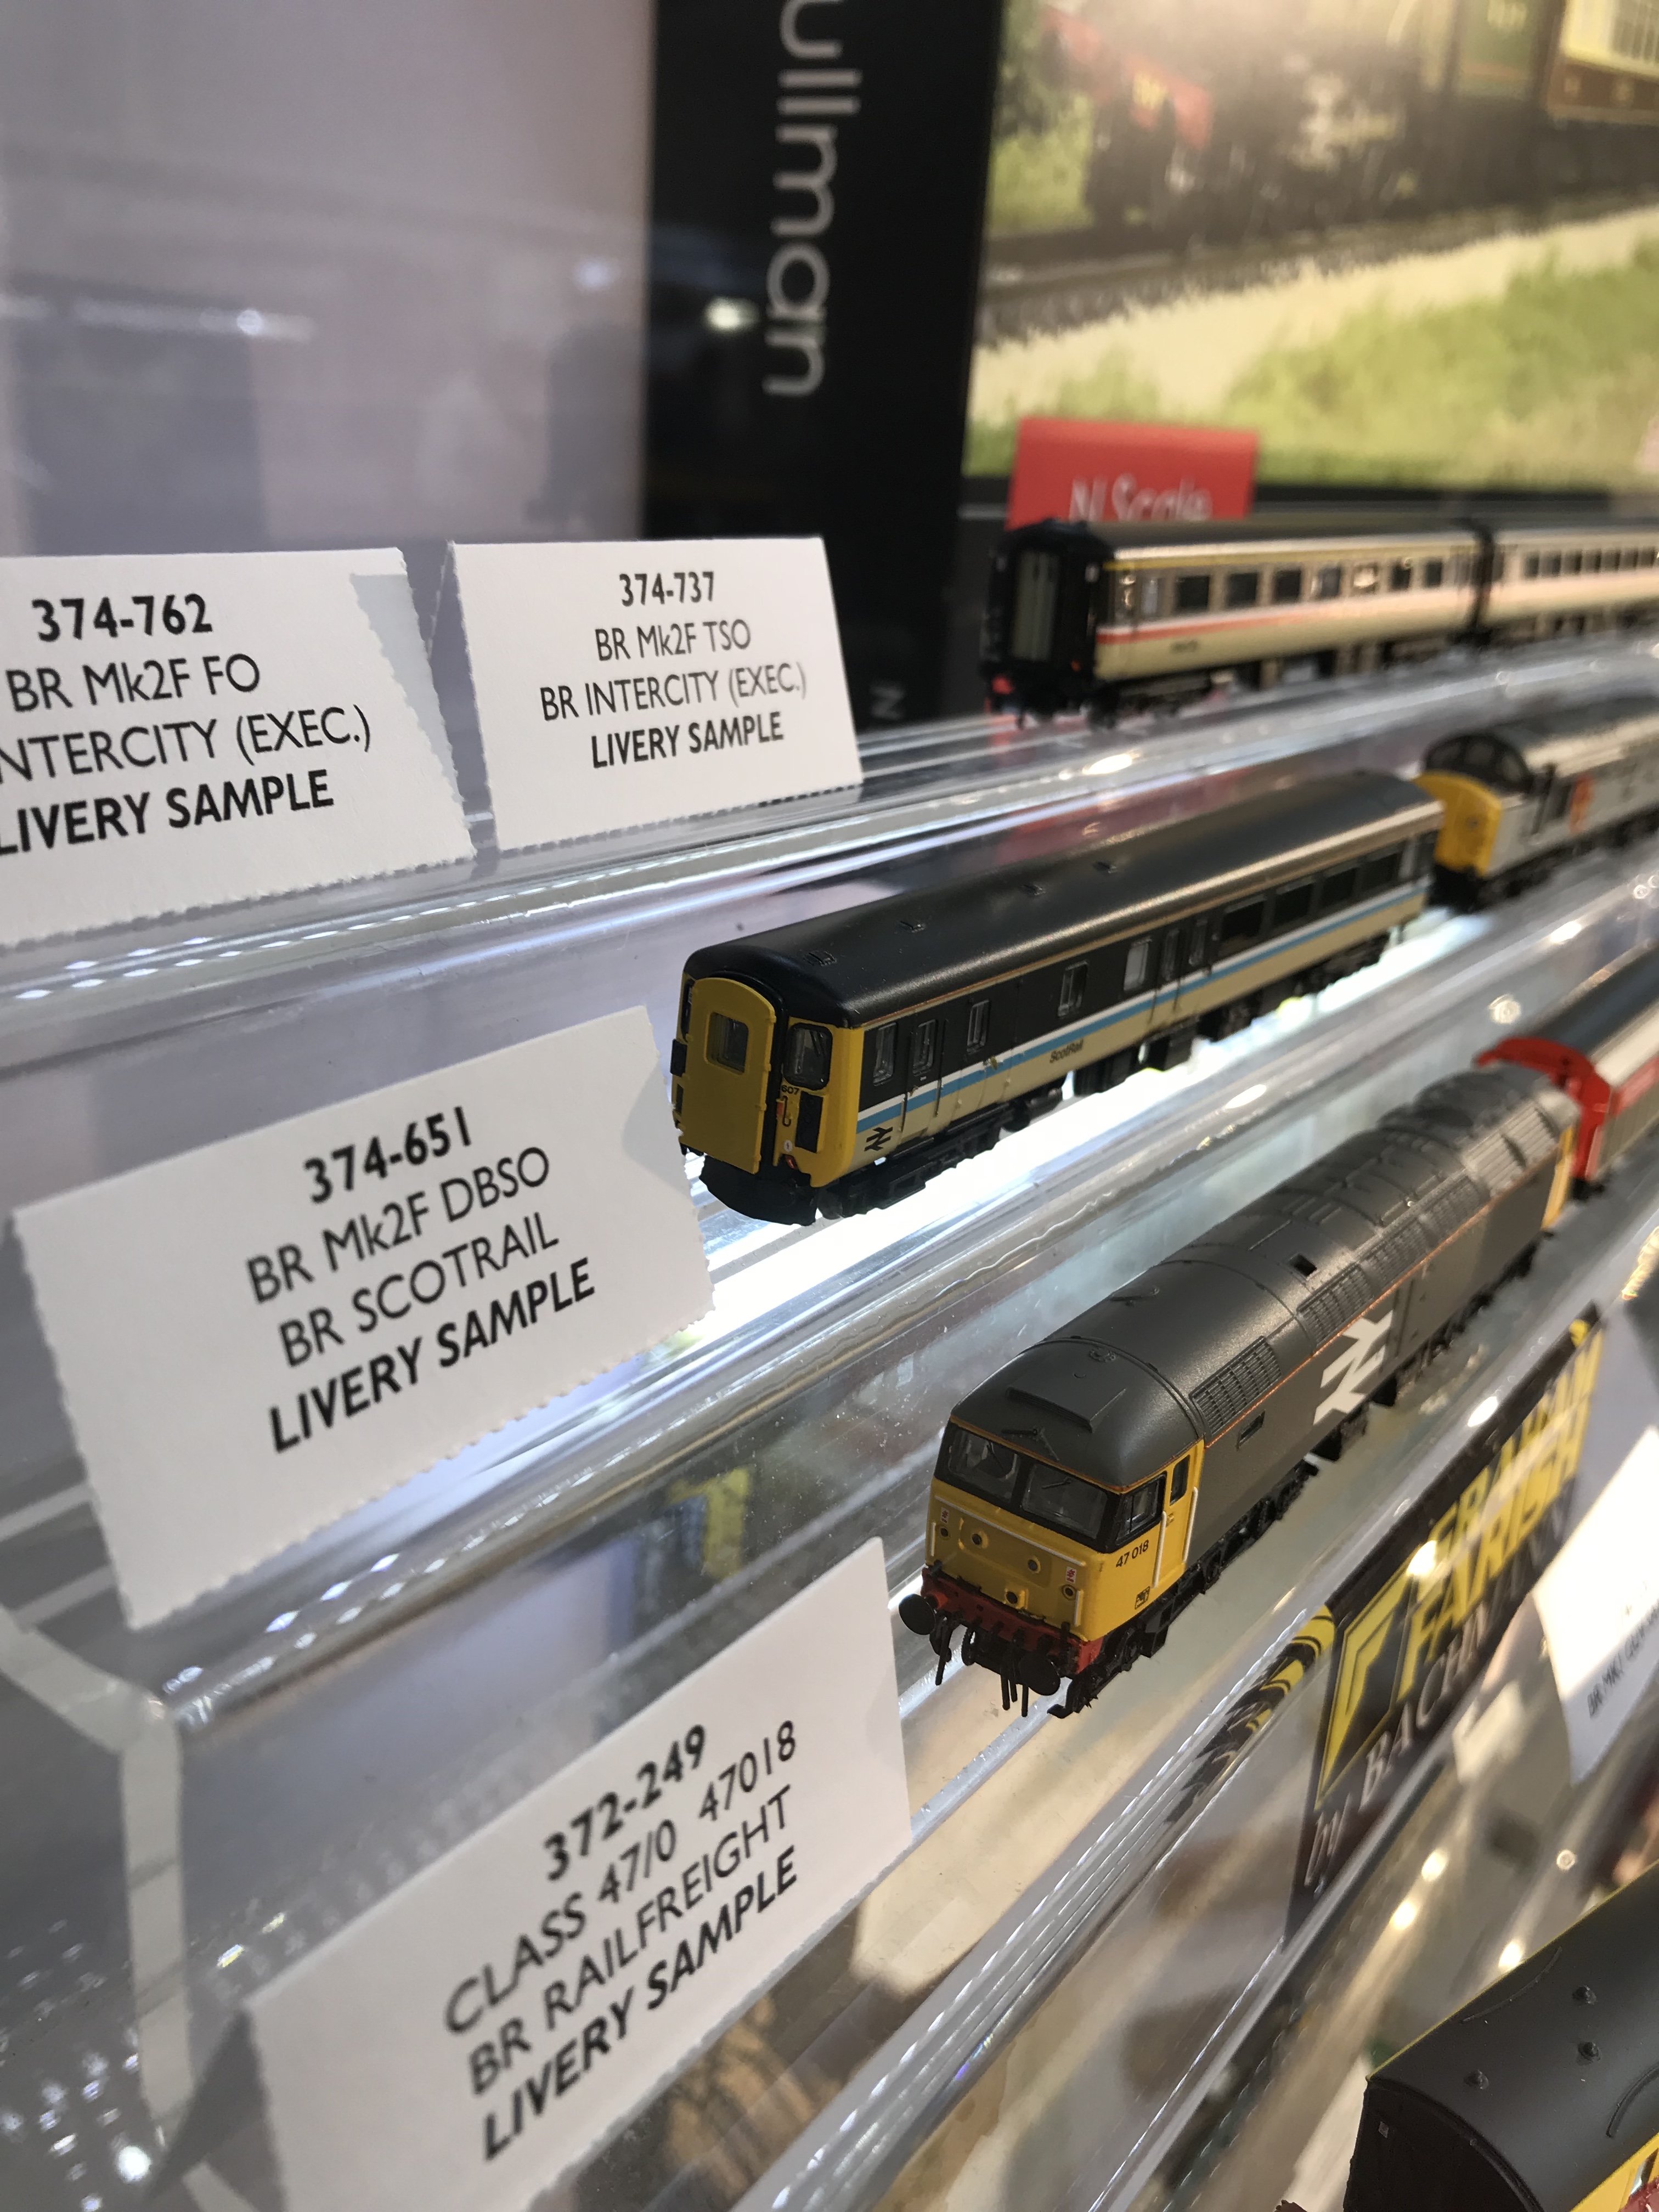 ullman
N Scale
374-762
BR Mk2F FO
NTERCITY (EXEC.)
LIVERY SAMPLE
374-737
BR Mk2F TSO
BR INTERCITY (EXEC.)
LIVERY SAMPLE
N
ScotRail
607
374-651
BR Mk2F DBSO
BR SCOTRAIL
LIVERY SAMPLE
47 018
GRAHAM
FARISH
by BACHMANN
372-249
CLASS 47/0 47018
BR RAILFREIGHT
LIVERY SAMPLE